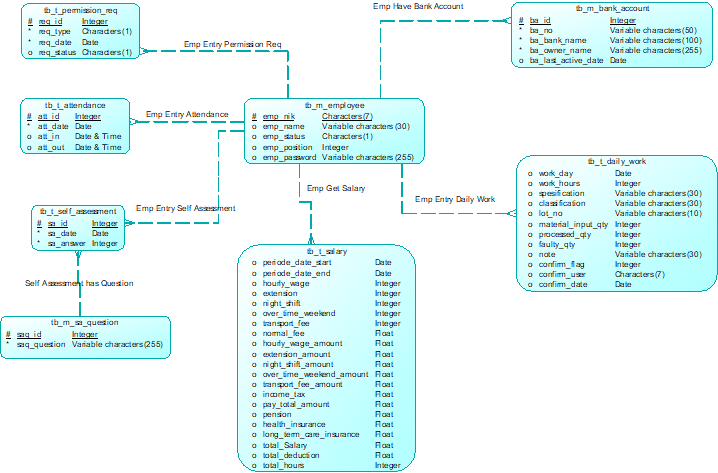 tb_t_permission_req
# req_id Integer
* req_type Characters (1)
* req_date Date
o req_status Characters (1)
Emp Entry Permission Req
Emp Have Bank Account
tb_m_bank_account
# ba_id Integer
* ba_no Variable characters (50)
* ba_bank_name Variable characters (100)
* ba_owner_name Variable characters (255)
o ba_last_active_date Date
tb_t_attendance
# att_id Integer
* att_date Date
o att_in Date & Time
o att_out Date & Time
Emp Entry Attendance
tb_m_employee
# emp_nik Characters (7)
* emp_name Variable characters (30)
o emp_status Characters (1)
o emp_position Integer
o emp_password Variable characters (255)
tb_t_self_assessment
# sa_id Integer
* sa_date Date
* sa_answer Integer
Emp Entry Self Assessment
Emp Get Salary
Emp Entry Daily Work
tb_t_daily_work
o work_day Date
o work_hours Integer
o spesification Variable characters (30)
o clasification Variable characters (30)
o lot_no Variable characters (10)
o material_input_qty Integer
o processed_qty Integer
o faulty_qty Integer
o note Variable characters (30)
o confirm_flag Integer
o confirm_user Characters (7)
o confirm_date Date
Self Assessment has Question
tb_m_sa_question
# saq_id Integer
* saq_question Variable characters (255)
tb_t_salary
o periode_date_start Date
o periode_date_end Date
o hourly_wage Integer
o extension Integer
o night_shift Integer
o over_time_weekend Integer
o transport_fee Integer
o normal_fee Float
o hourly_wage_amount Float
o extension_amount Float
o night_shift_amount Float
o over_time_weekend_amount Float
o transport_fee_amount Float
o income_tax Float
o pay_total_amount Float
o pension Float
o health_insurance Float
o long_term_care_insurance Float
o total_Salary Float
o total_deduction Float
o total_hours Integer